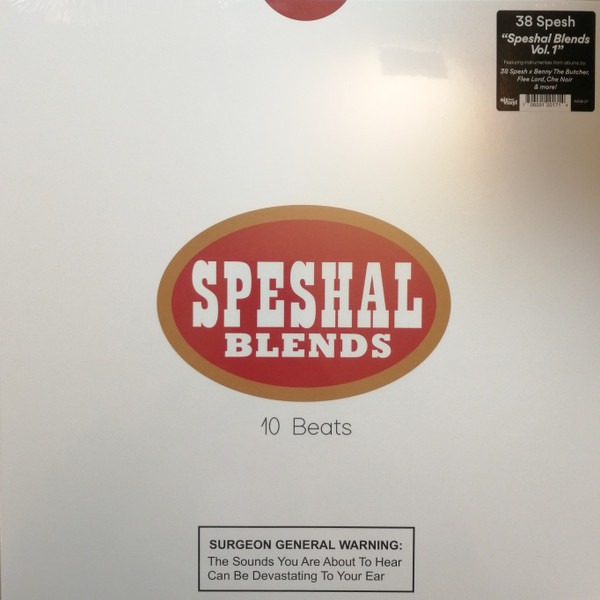 38 Spesh
"Speshal Blends
Vol. 1"
Featuring instrumentals from albums by:
38 Spesh x Benny The Butcher,
Flee Lord, Che Noir
& more!
SPESHAL
BLENDS
10 Beats
SURGEON GENERAL WARNING:
The Sounds You Are About To Hear
Can Be Devastating To Your Ear